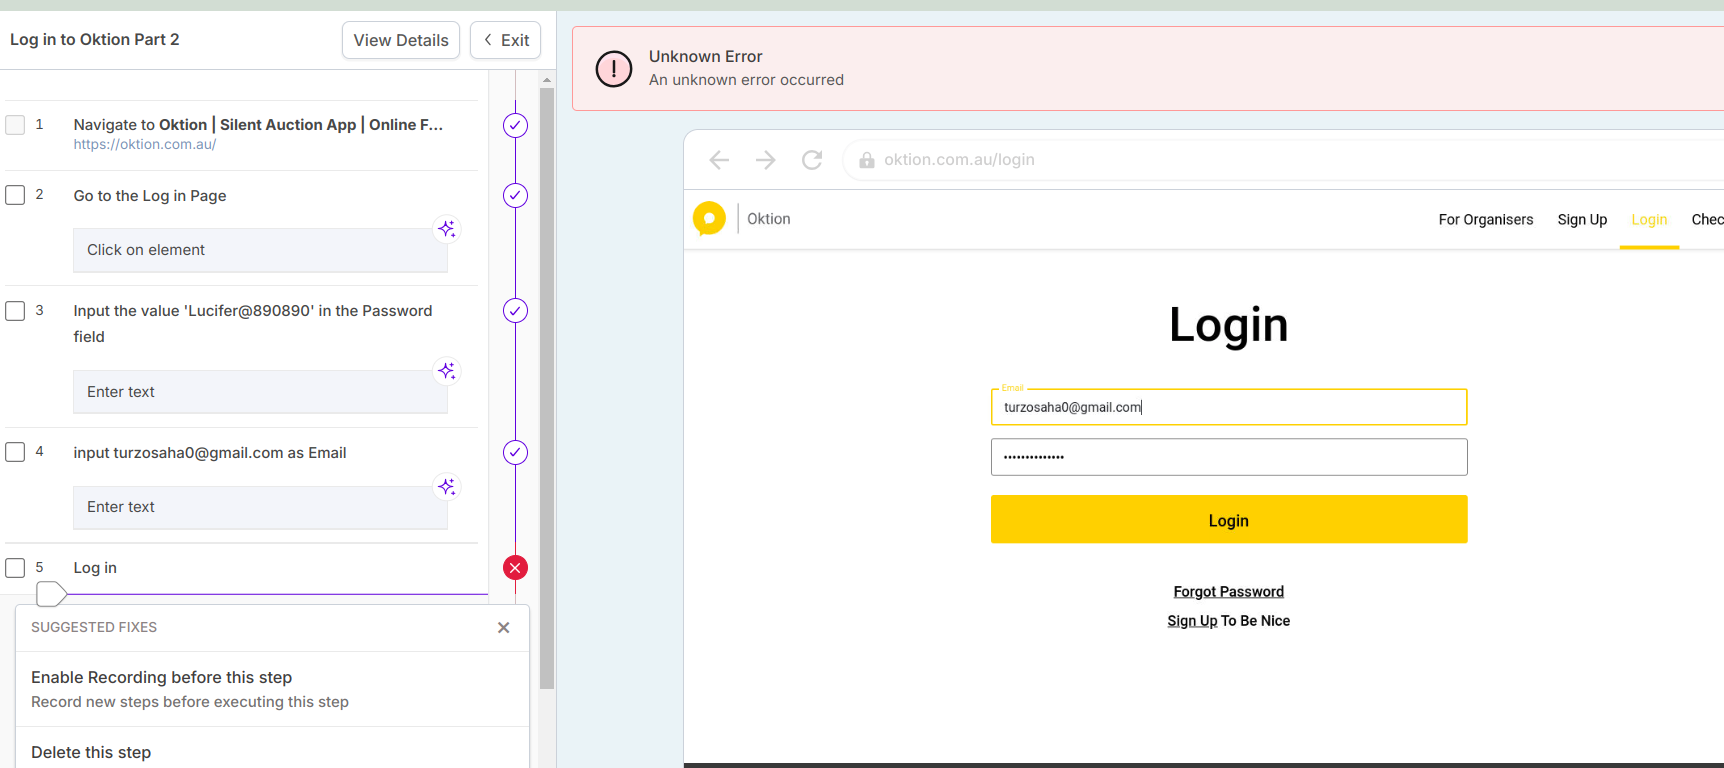 Log in to Oktion Part 2
View Details
Exit
1
Navigate to Oktion | Silent Auction App | Online F...
https://oktion.com.au/
2
Go to the Log in Page
Click on element
3
Input the value 'Lucifer@890890' in the Password
field
Enter text
4
input turzosaha0@gmail.com as Email
Enter text
5
Log in
SUGGESTED FIXES
Enable Recording before this step
Record new steps before executing this step
Delete this step
Unknown Error
An unknown error occurred
oktion.com.au/login
Oktion
For Organisers
Sign Up
Login
Chec
Login
Email
turzosaha0@gmail.com
Login
Forgot Password
Sign Up To Be Nice